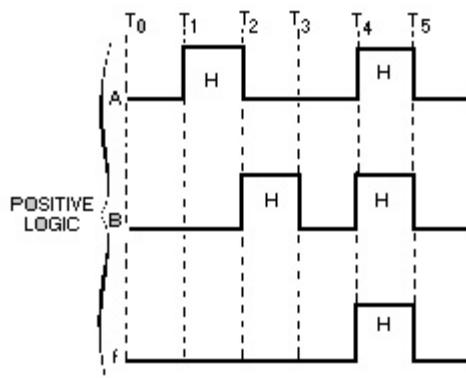 T0 T1 T2 T3 T4 T5
A H H
POSITIVE LOGIC
B H H
f H